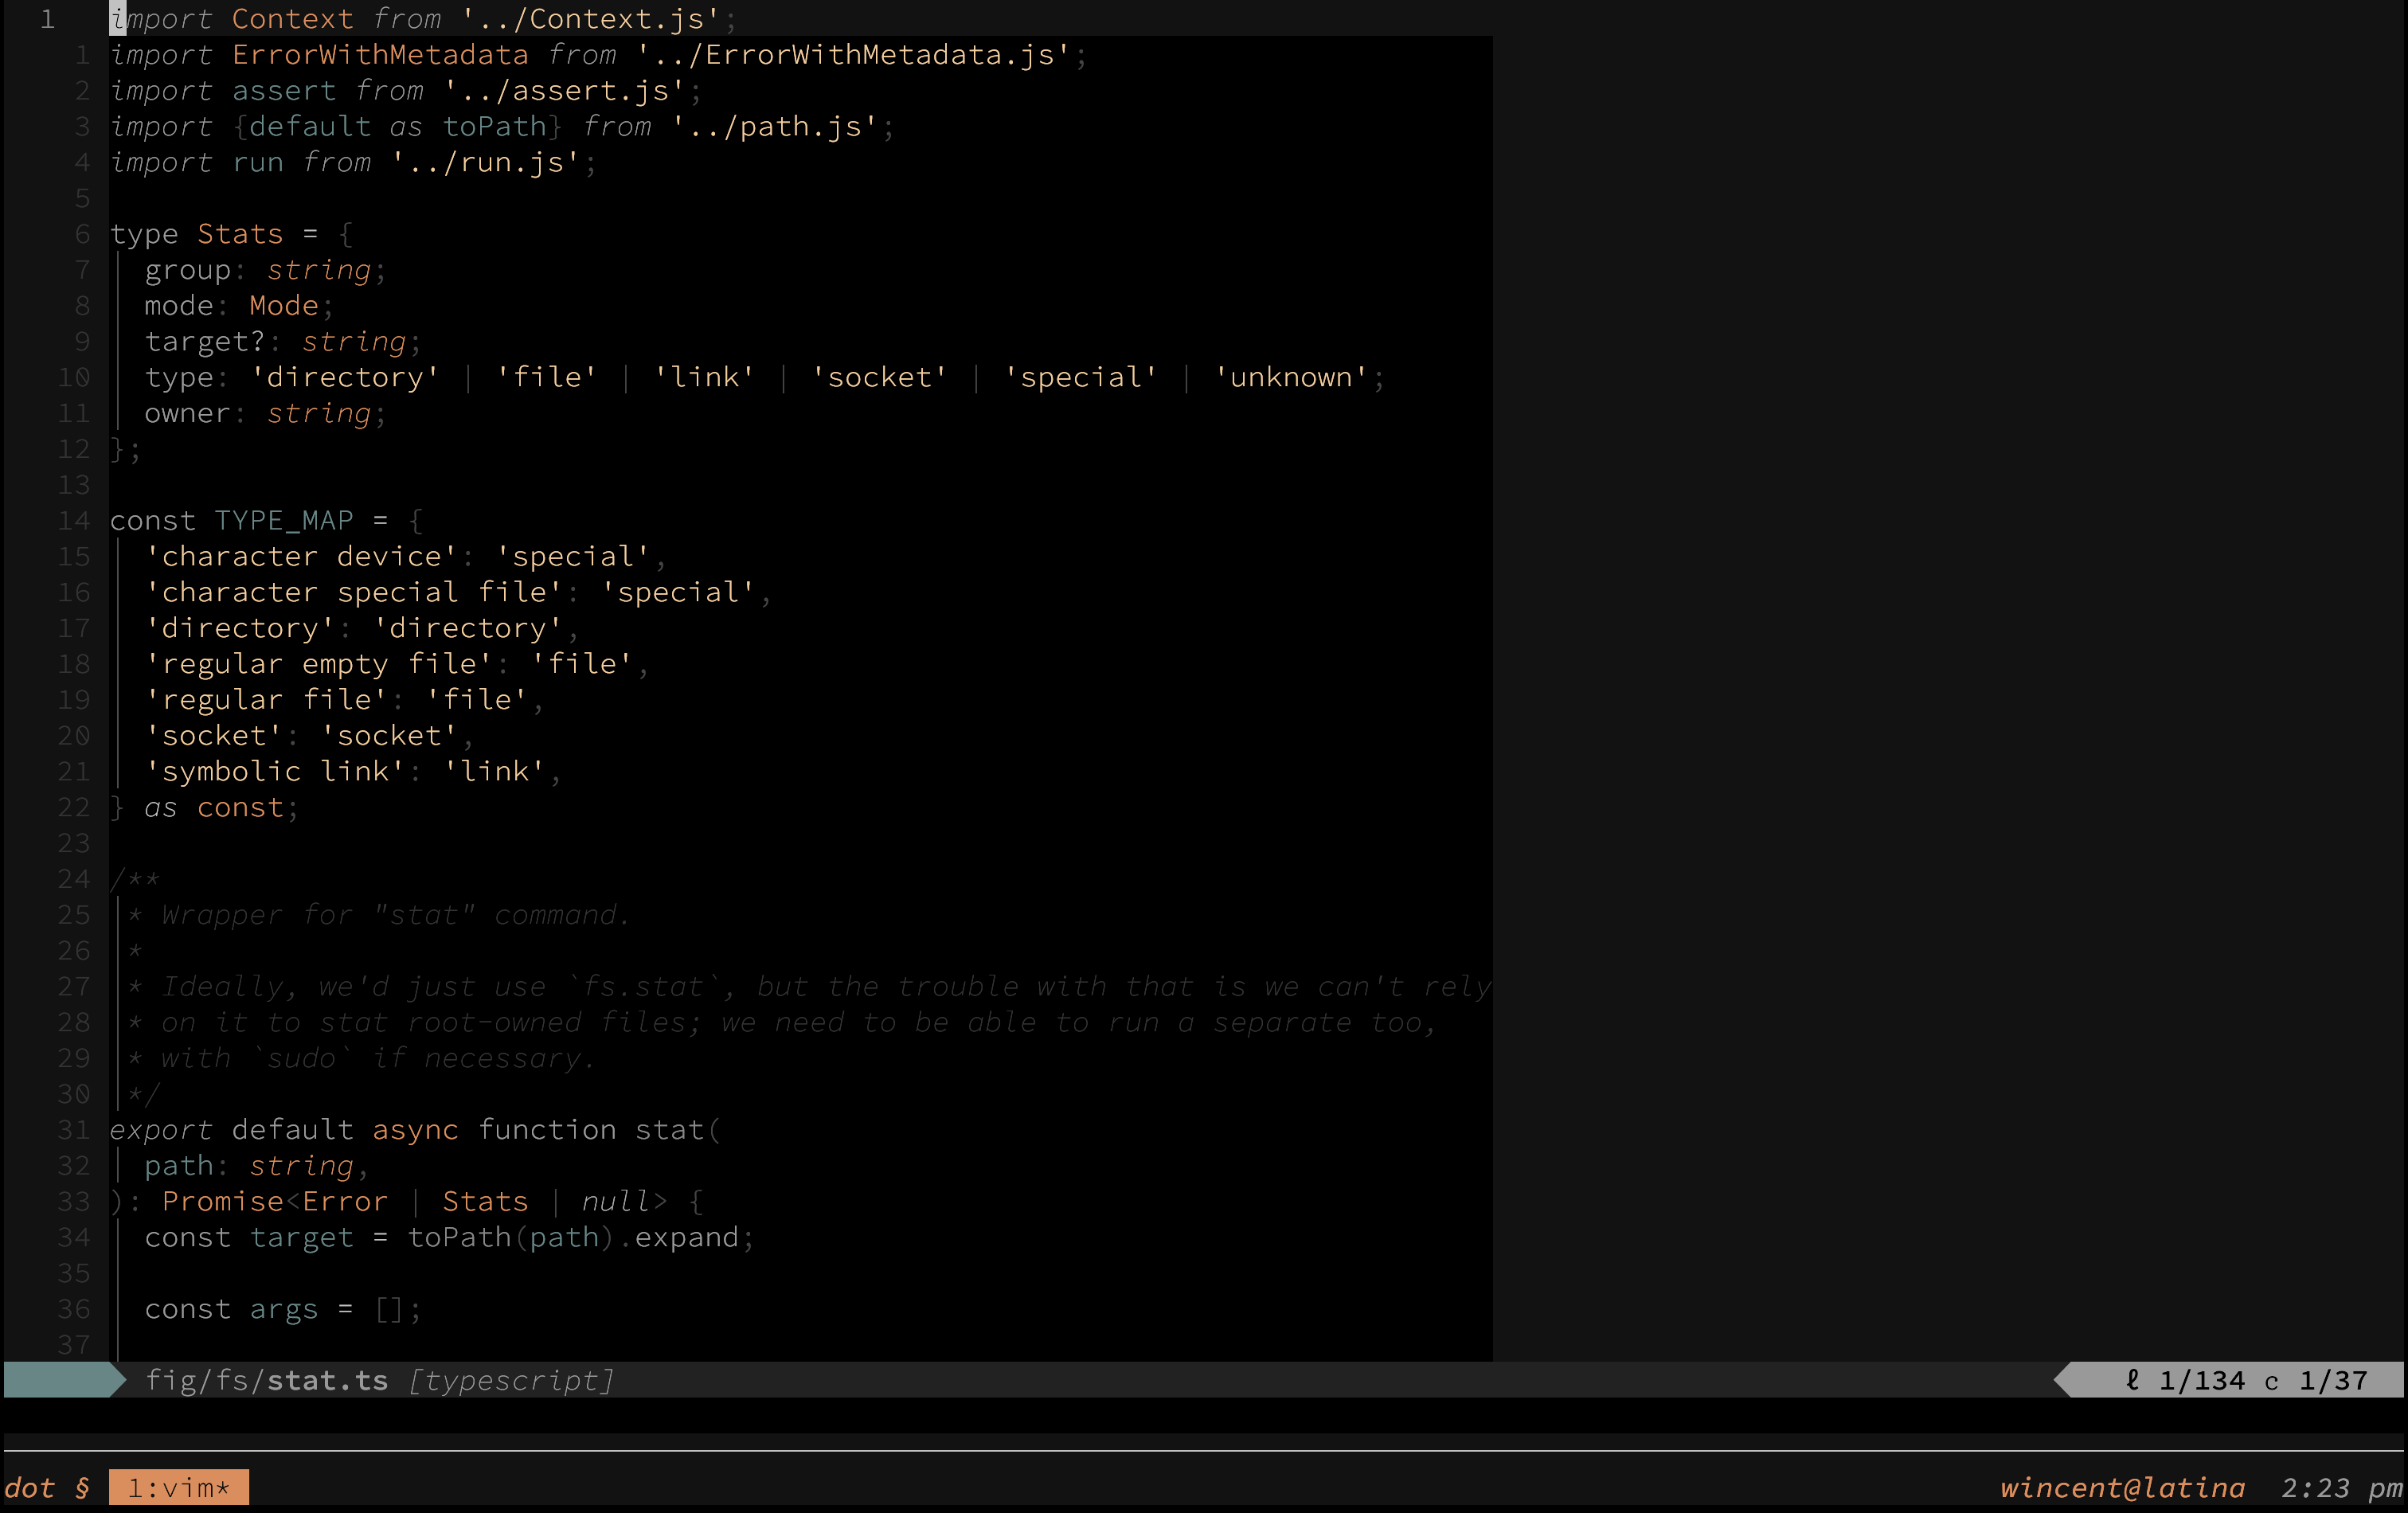 1 import Context from '../Context.js';
1 import ErrorWithMetadata from '../ErrorWithMetadata.js';
2 import assert from '../assert.js';
3 import {default as toPath} from '../path.js';
4 import run from '../run.js';
5
6 type Stats = {
7 group: string;
8 mode: Mode;
9 target?: string;
10 type: 'directory' | 'file' | 'link' | 'socket' | 'special' | 'unknown';
11 owner: string;
12 };
13
14 const TYPE_MAP = {
15 'character device': 'special',
16 'character special file': 'special',
17 'directory': 'directory',
18 'regular empty file': 'file',
19 'regular file': 'file',
20 'socket': 'socket',
21 'symbolic link': 'link',
22 } as const;
23
24 /**
25 * Wrapper for "stat" command.
26 *
27 * Ideally, we'd just use `fs.stat`, but the trouble with that is we can't rely
28 * on it to stat root-owned files; we need to be able to run a separate too,
29 * with `sudo` if necessary.
30 */
31 export default async function stat(
32 path: string,
33 ): Promise<Error | Stats | null> {
34 const target = toPath(path).expand;
35
36 const args = [];
37
fig/fs/stat.ts [typescript] ℓ 1/134 c 1/37
dot § 1:vim* wincent@latina 2:23 pm